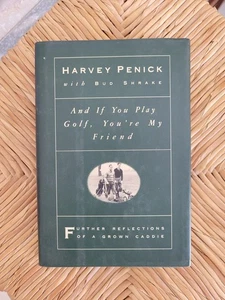 HARVEY PENICK
with BUD SHRAKE
And If You Play
Golf, You're My
Friend
FURTHER REFLECTIONS
OF A GROWN CADDIE